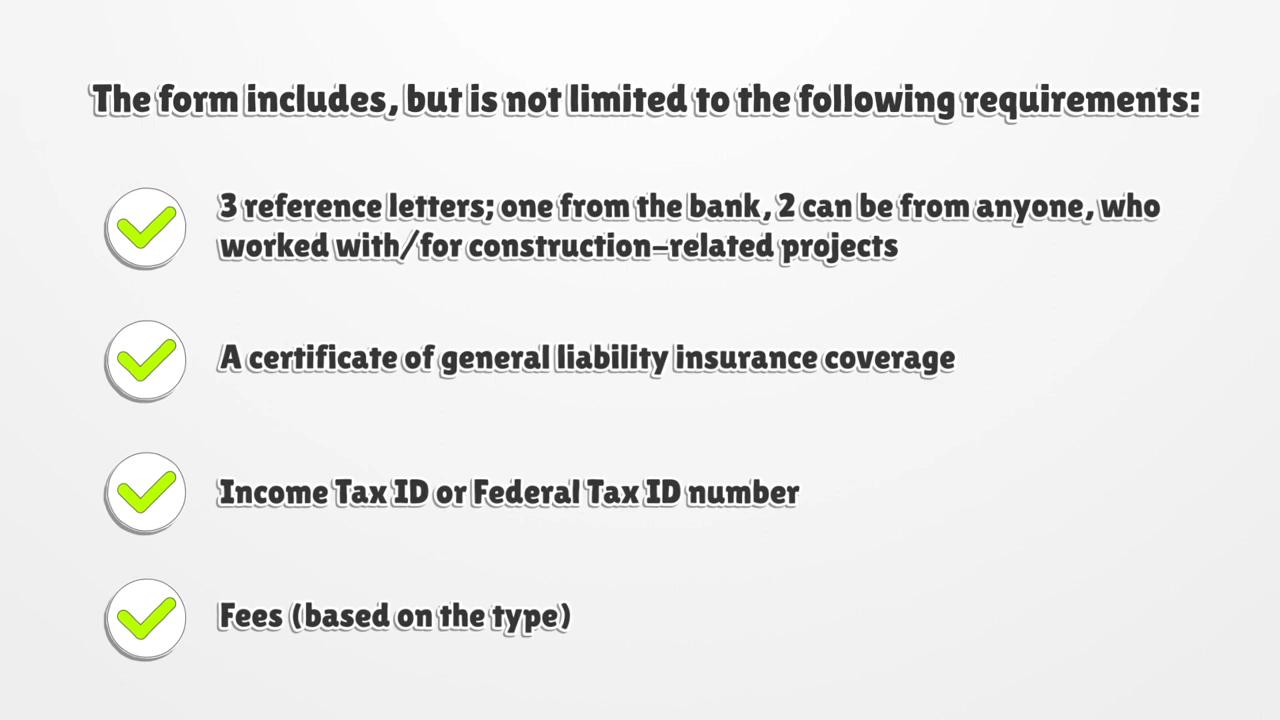 The form includes, but is not limited to the following requirements:
3 reference letters; one from the bank, 2 can be from anyone, who
worked with/for construction-related projects
A certificate of general liability insurance coverage
Income Tax ID or Federal Tax ID number
Fees (based on the type)